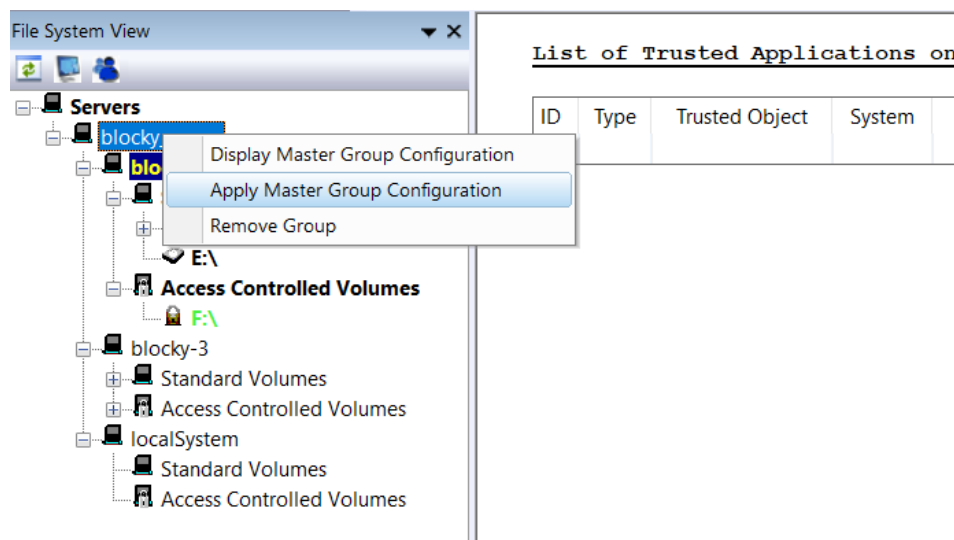 File System View
Servers
blocky_
Display Master Group Configuration
Apply Master Group Configuration
Remove Group
E:\
Access Controlled Volumes
F:\
blocky-3
Standard Volumes
Access Controlled Volumes
localSystem
Standard Volumes
Access Controlled Volumes
List of Trusted Applications on
ID Type Trusted Object System